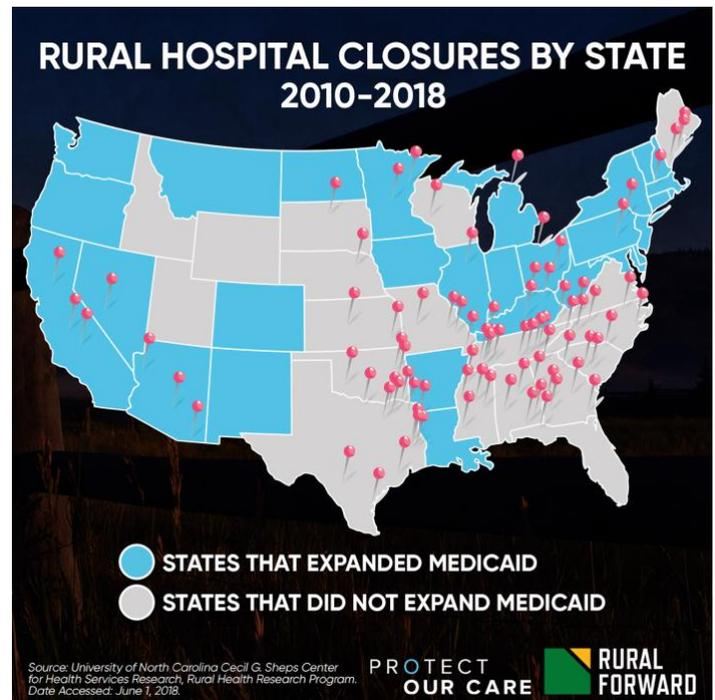 RURAL HOSPITAL CLOSURES BY STATE
2010-2018
STATES THAT EXPANDED MEDICAID
STATES THAT DID NOT EXPAND MEDICAID
Source: University of North Carolina Cecil G. Sheps Center
for Health Services Research, Rural Health Research Program.
Date Accessed: June 1, 2018.
PROTECT
OUR CARE
RURAL
FORWARD